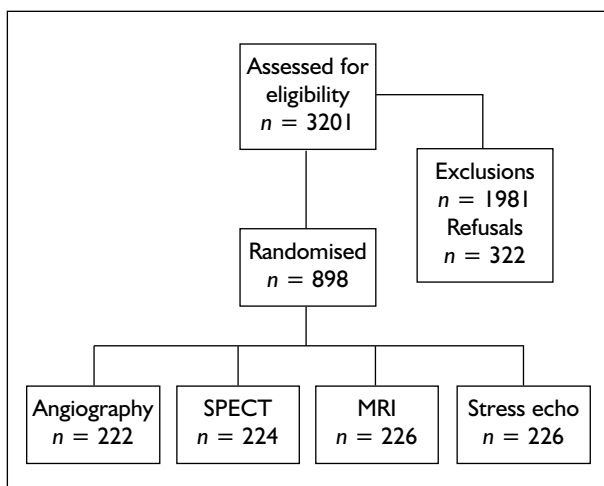 Assessed for
eligibility
n = 3201
Exclusions
n = 1981
Refusals
n = 322
Randomised
n = 898
Angiography
n = 222
SPECT
n = 224
MRI
n = 226
Stress echo
n = 226